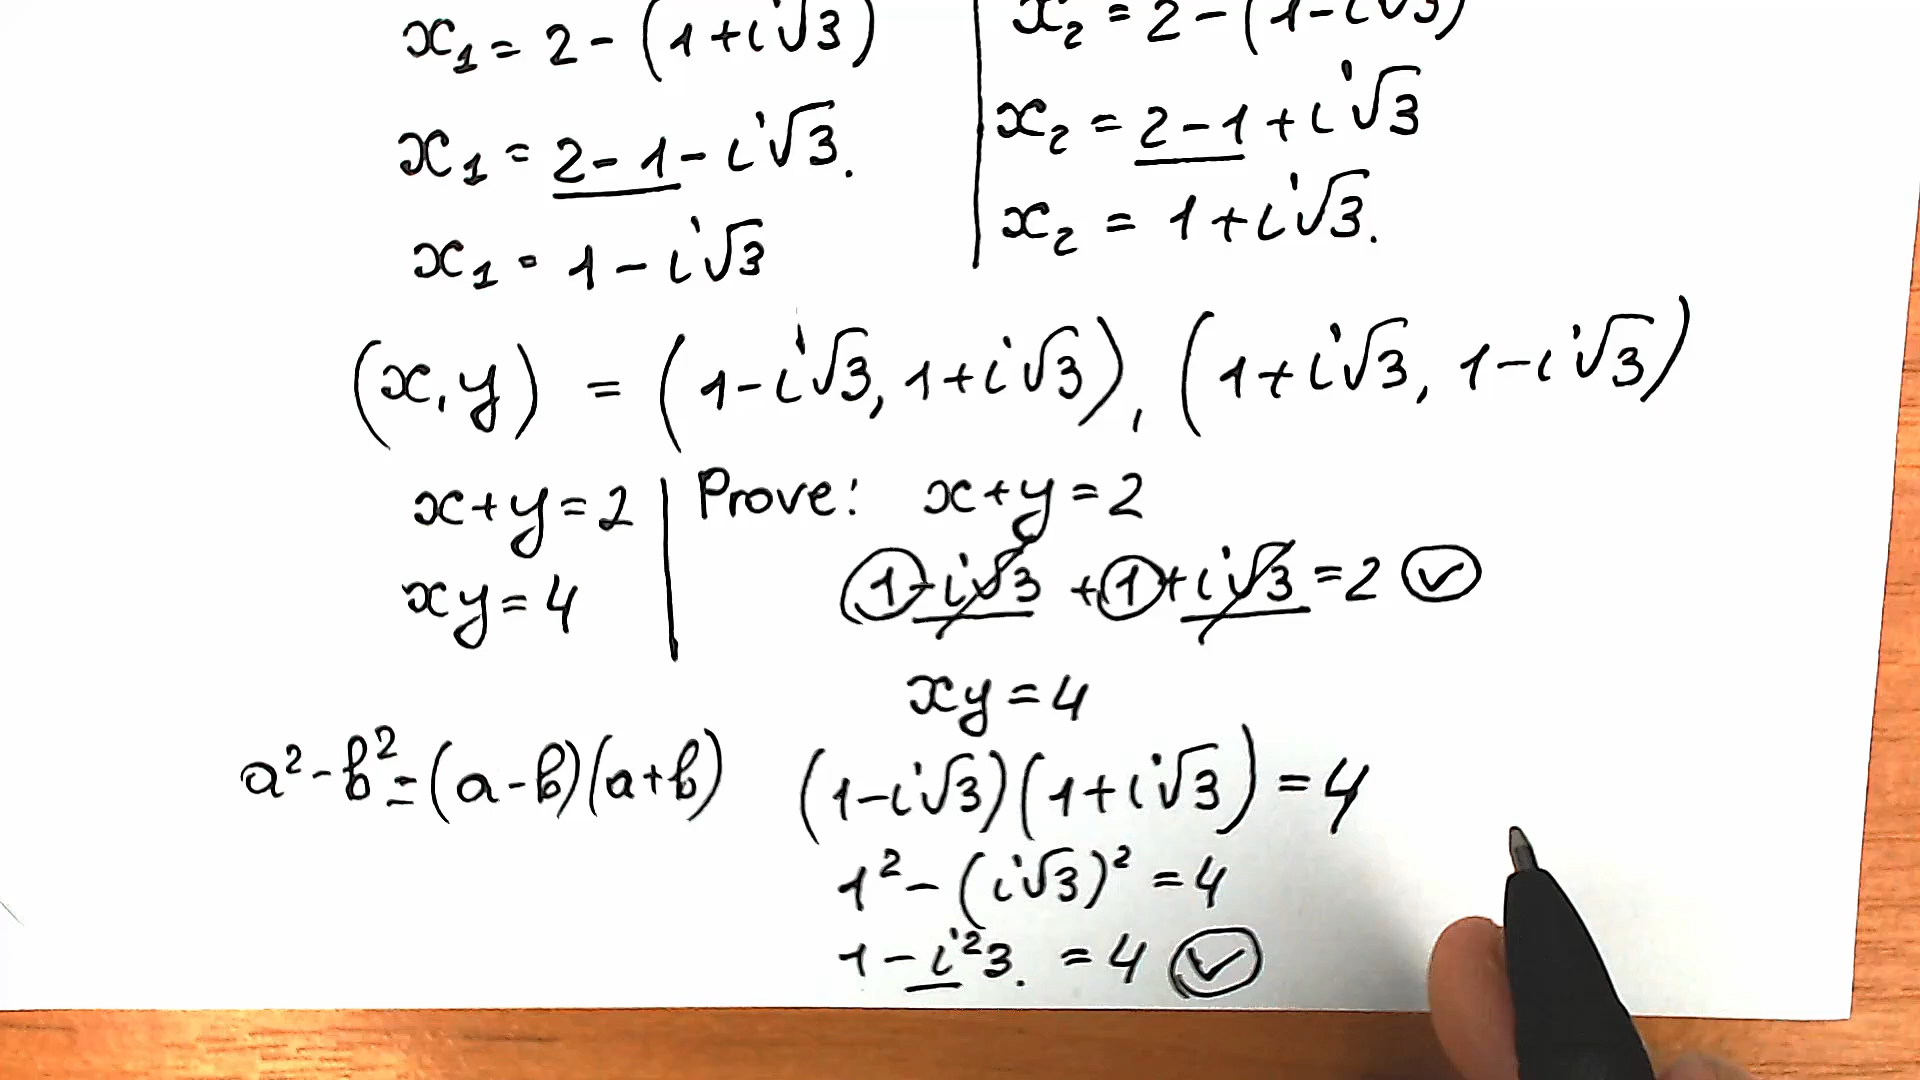 x₁ = 2 - (1 + i√3)
x₁ = 2 - 1 - i√3.
x₁ = 1 - i√3
x₂ = 2 - (1 - i√3)
x₂ = 2 - 1 + i√3
x₂ = 1 + i√3.
(x, y) = (1 - i√3, 1 + i√3), (1 + i√3, 1 - i√3)
x + y = 2
xy = 4
Prove: x + y = 2
1 - i√3 + 1 + i√3 = 2 ✓
xy = 4
a² - b² = (a - b)(a + b)
(1 - i√3)(1 + i√3) = 4
1² - (i√3)² = 4
1 - i²3. = 4 ✓